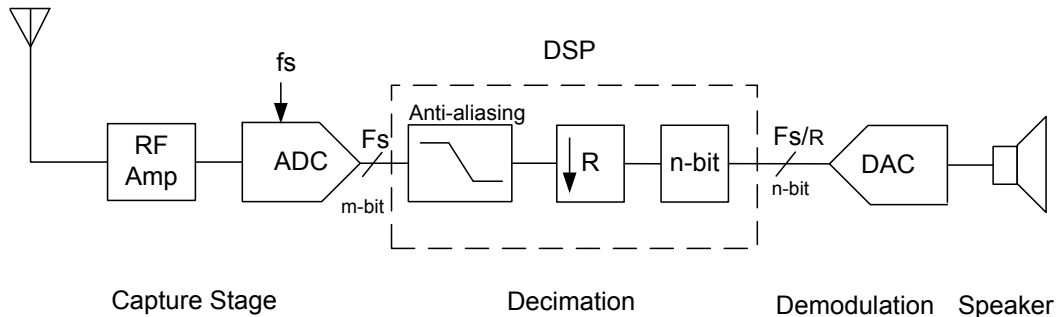 DSP
fs
Anti-aliasing
RF
Amp
ADC
Fs
m-bit
R
n-bit
Fs/R
n-bit
DAC
Capture Stage
Decimation
Demodulation
Speaker